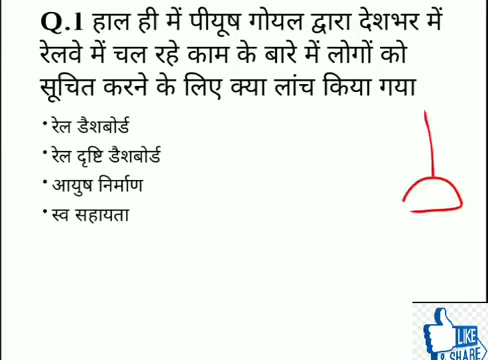 Q.1 हाल ही में पीयूष गोयल द्वारा देशभर में
रेलवे में चल रहे काम के बारे में लोगों को
सूचित करने के लिए क्या लांच किया गया
• रेल डैशबोर्ड
• रेल दृष्टि डैशबोर्ड
• आयुष निर्माण
• स्व सहायता
LIKE
& SHARE